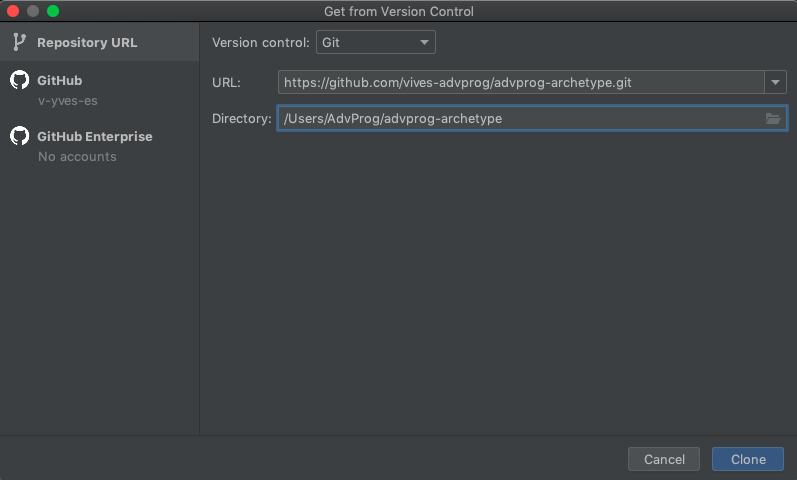 Get from Version Control
Repository URL
GitHub
v-yves-es
GitHub Enterprise
No accounts
Version control: Git
URL: https://github.com/vives-advprog/advprog-archetype.git
Directory: /Users/AdvProg/advprog-archetype
Cancel Clone